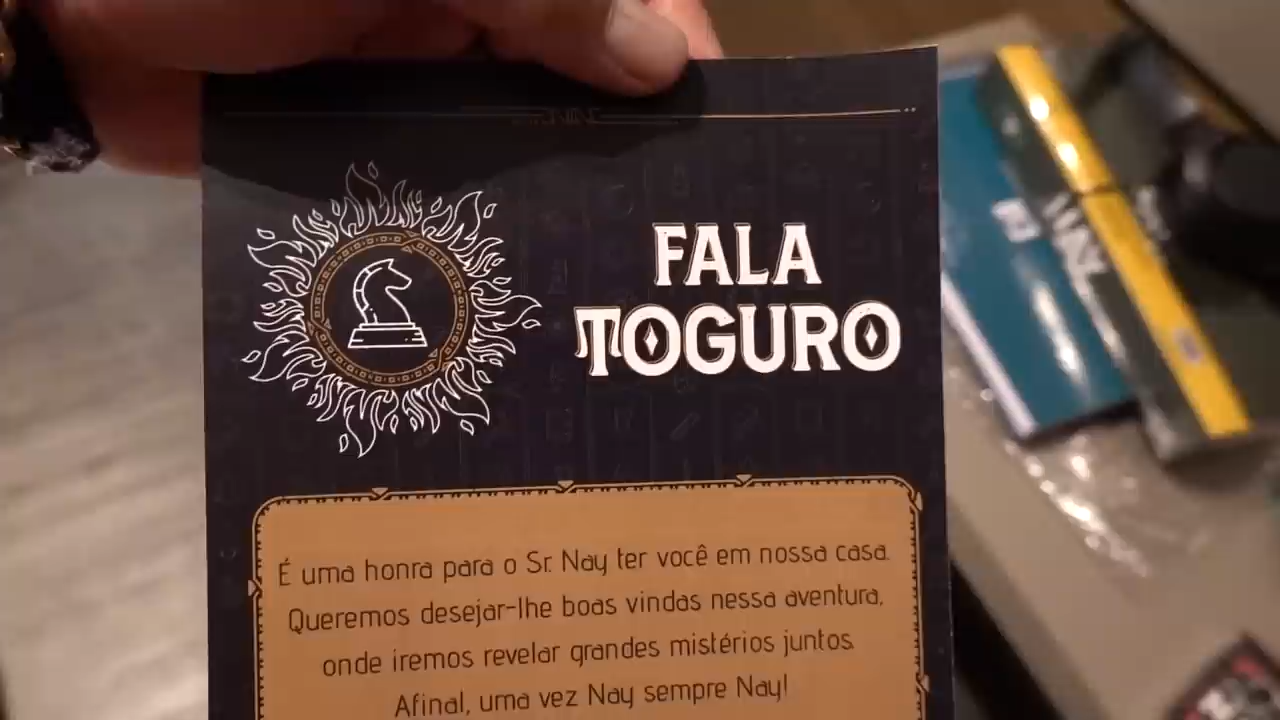 FALA
TOGURO
É uma honra para o Sr. Nay ter você em nossa casa.
Queremos desejar-lhe boas vindas nessa aventura,
onde iremos revelar grandes mistérios juntos.
Afinal, uma vez Nay sempre Nay!